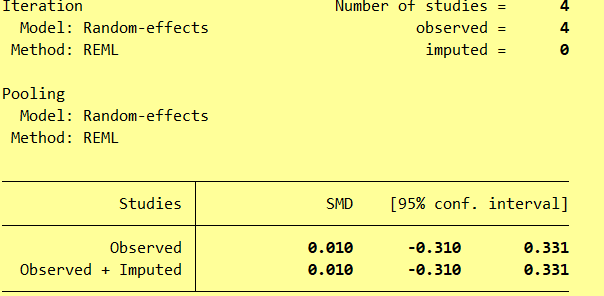 Iteration Number of studies = 4
Model: Random-effects observed = 4
Method: REML imputed = 0
Pooling
Model: Random-effects
Method: REML
Studies SMD [95% conf. interval]
Observed 0.010 -0.310 0.331
Observed + Imputed 0.010 -0.310 0.331